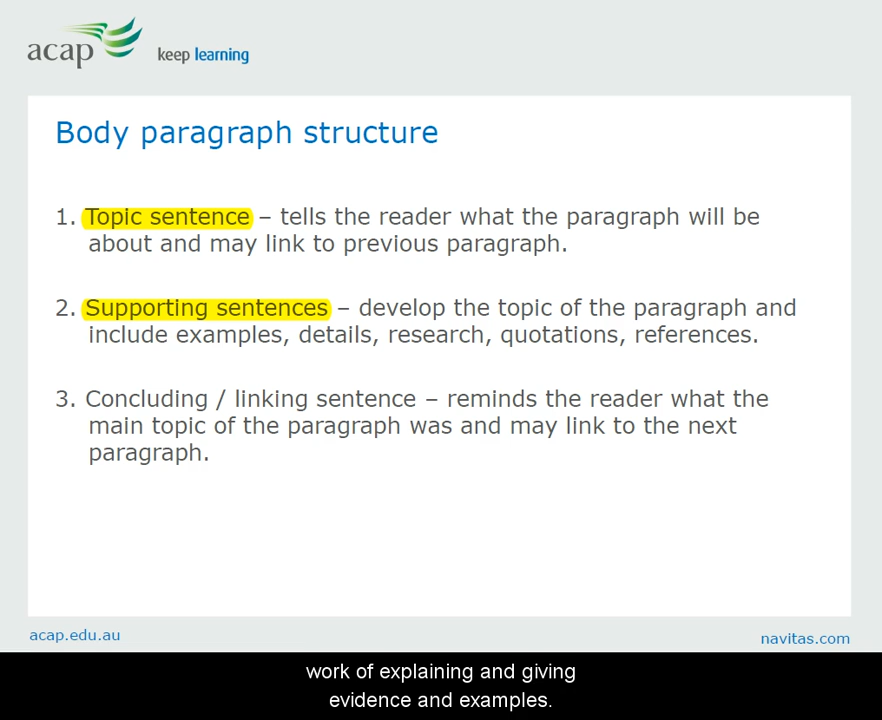 acap keep learning
Body paragraph structure
1. Topic sentence – tells the reader what the paragraph will be
about and may link to previous paragraph.
2. Supporting sentences – develop the topic of the paragraph and
include examples, details, research, quotations, references.
3. Concluding / linking sentence – reminds the reader what the
main topic of the paragraph was and may link to the next
paragraph.
acap.edu.au
navitas.com
work of explaining and giving
evidence and examples.